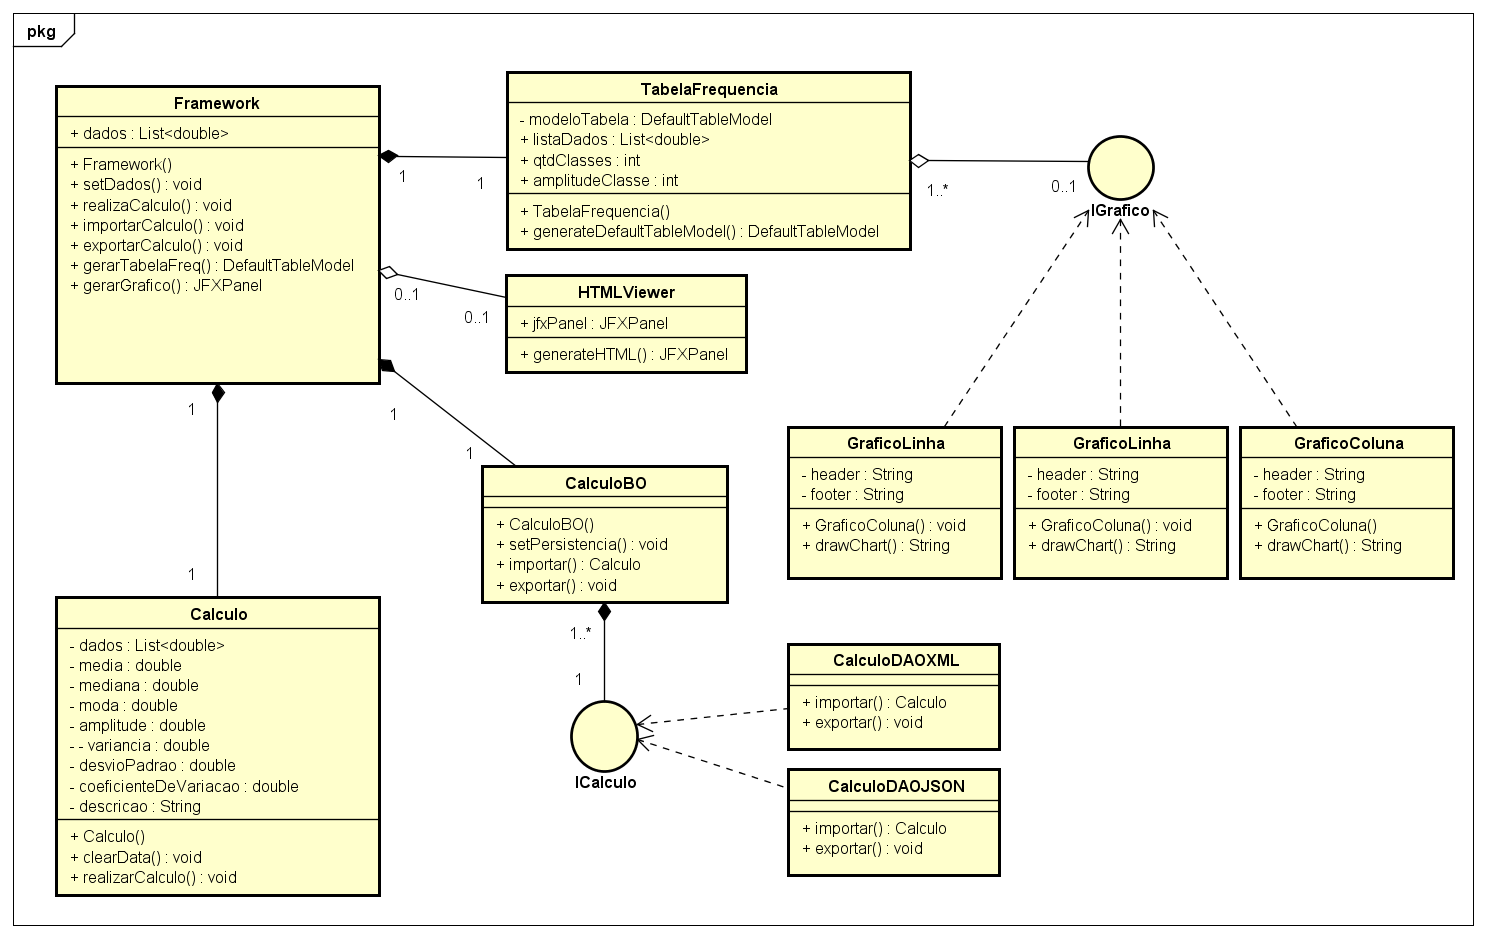 pkg
Framework
+ dados : List<double>
+ Framework()
+ setDados() : void
+ realizaCalculo() : void
+ importarCalculo() : void
+ exportarCalculo() : void
+ gerarTabelaFreq() : DefaultTableModel
+ gerarGrafico() : JFXPanel
1
1
TabelaFrequencia
- modeloTabela : DefaultTableModel
+ listaDados : List<double>
+ qtdClasses : int
+ amplitudeClasse : int
+ TabelaFrequencia()
+ generateDefaultTableModel() : DefaultTableModel
1..*
0..1
IGrafico
0..1
0..1
HTMLViewer
+ jfxPanel : JFXPanel
+ generateHTML() : JFXPanel
1
1
1
1
CalculoBO
+ CalculoBO()
+ setPersistencia() : void
+ importar() : Calculo
+ exportar() : void
GraficoLinha
- header : String
- footer : String
+ GraficoColuna() : void
+ drawChart() : String
GraficoLinha
- header : String
- footer : String
+ GraficoColuna() : void
+ drawChart() : String
GraficoColuna
- header : String
- footer : String
+ GraficoColuna()
+ drawChart() : String
Calculo
- dados : List<double>
- media : double
- mediana : double
- moda : double
- amplitude : double
- - variancia : double
- desvioPadrao : double
- coeficienteDeVariacao : double
- descricao : String
+ Calculo()
+ clearData() : void
+ realizarCalculo() : void
1..*
1
ICalculo
CalculoDAOXML
+ importar() : Calculo
+ exportar() : void
CalculoDAOJSON
+ importar() : Calculo
+ exportar() : void